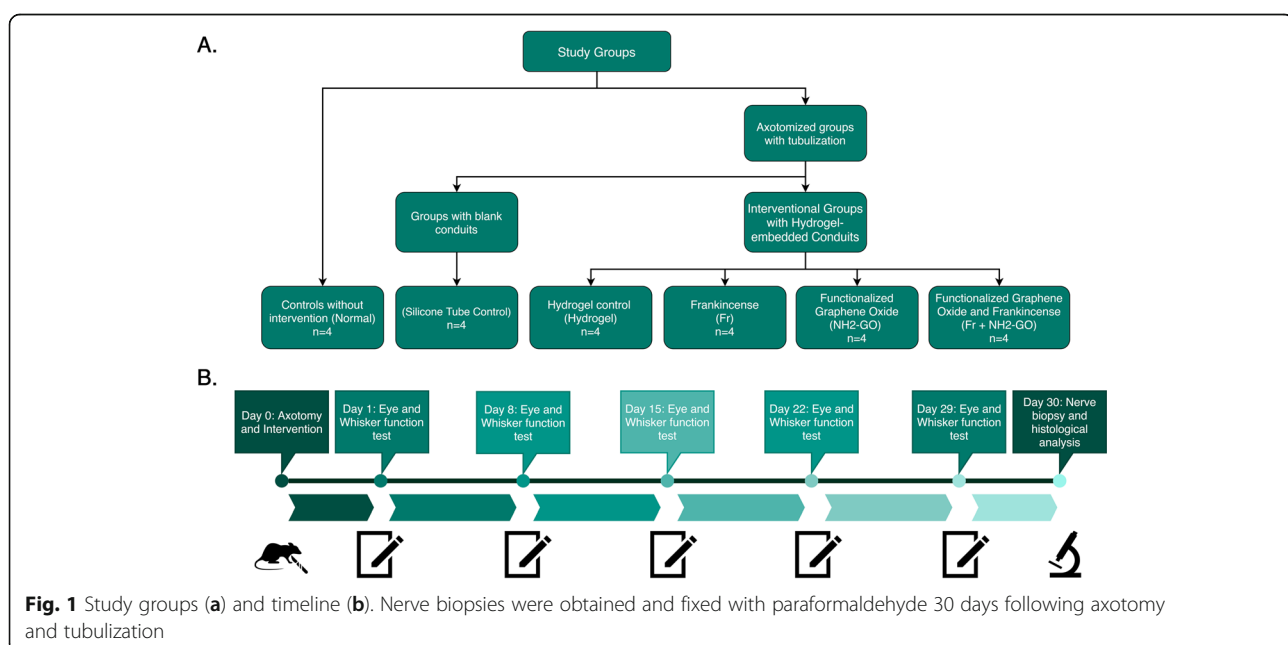 A.
Study Groups
Axotomized groups
with tubulization
Groups with blank
conduits
Interventional Groups
with Hydrogel-
embedded Conduits
Controls without
intervention (Normal)
n=4
(Silicone Tube Control)
n=4
Hydrogel control
(Hydrogel)
n=4
Frankincense
(Fr)
n=4
Functionalized
Graphene Oxide
(NH2-GO)
n=4
Functionalized Graphene
Oxide and Frankincense
(Fr + NH2-GO)
n=4
B.
Day 0: Axotomy
and Intervention
Day 1: Eye and
Whisker function
test
Day 8: Eye and
Whisker function
test
Day 15: Eye and
Whisker function test
Day 22: Eye and
Whisker function
test
Day 29: Eye and
Whisker function
test
Day 30: Nerve
biopsy and
histological
analysis
Fig. 1 Study groups (a) and timeline (b). Nerve biopsies were obtained and fixed with paraformaldehyde 30 days following axotomy
and tubulization